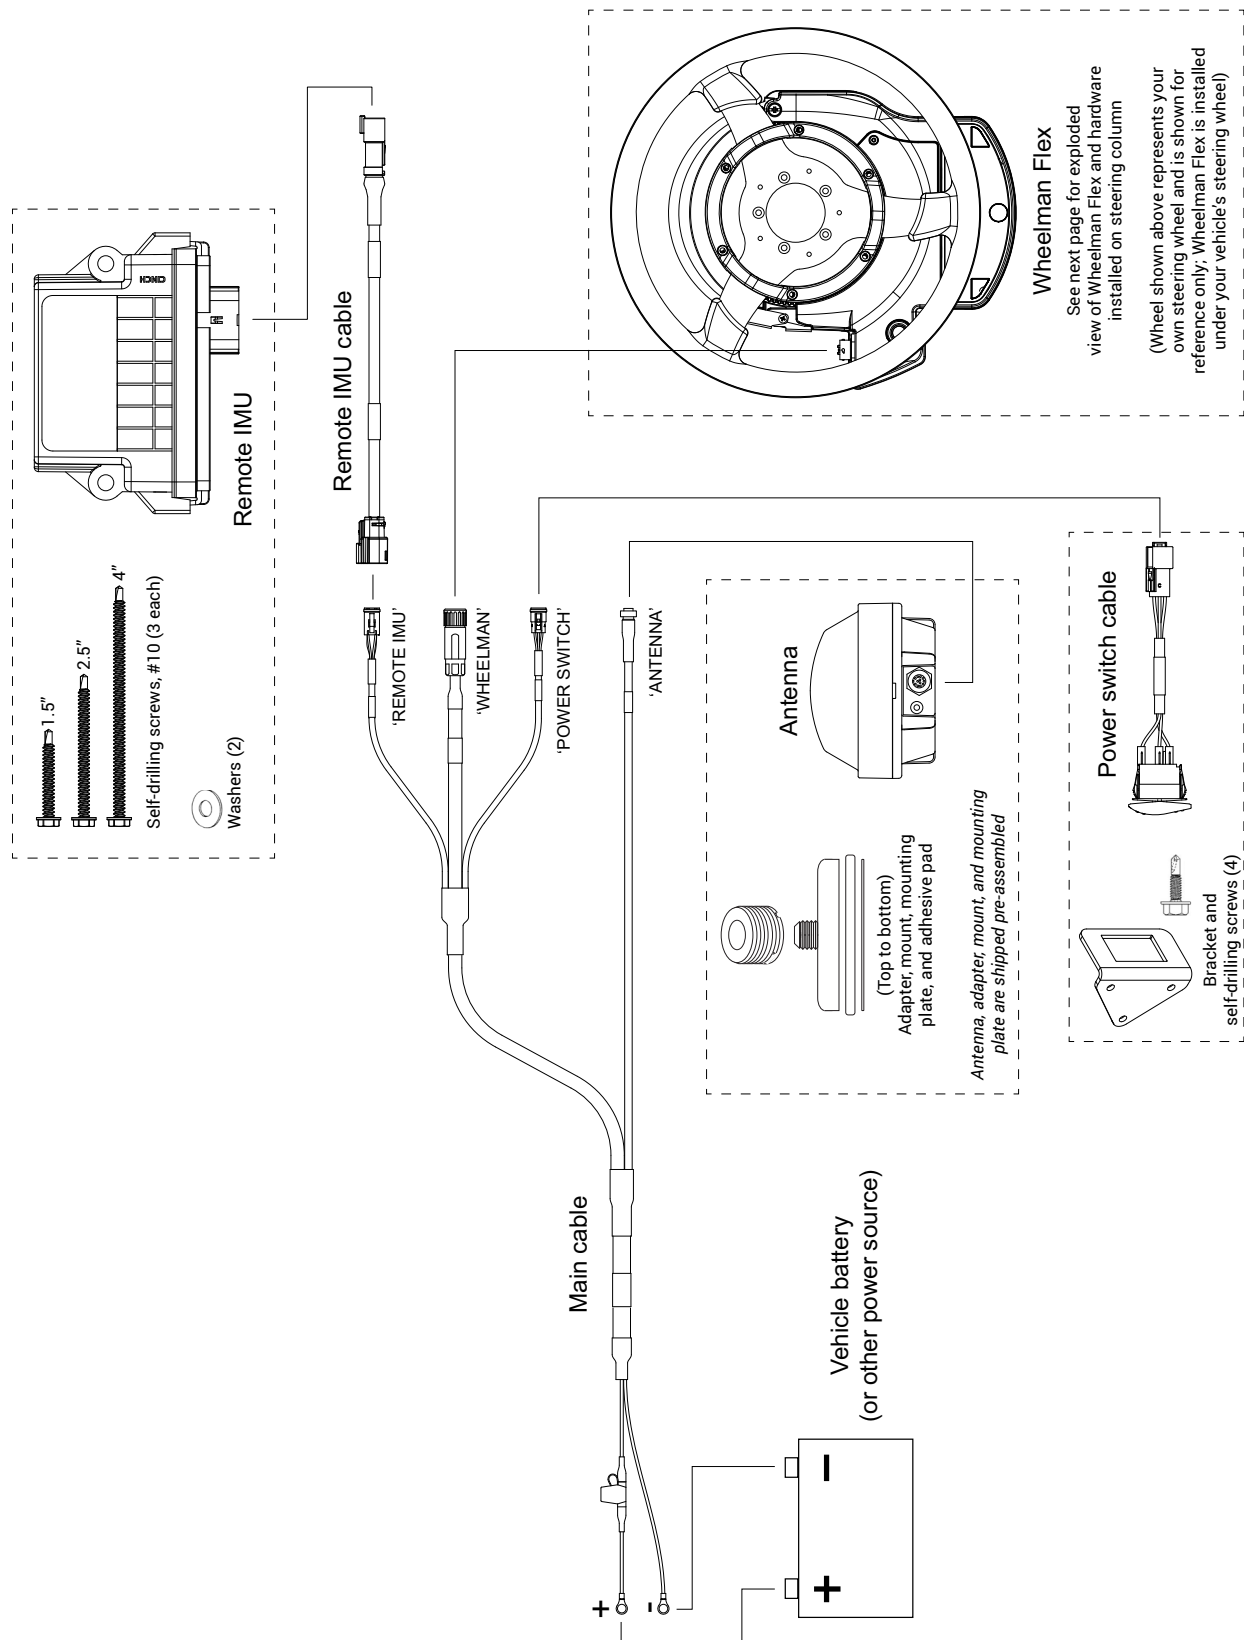 1.5”
2.5”
4”
Self-drilling screws, #10 (3 each)
Washers (2)
CINCH
Remote IMU
Remote IMU cable
‘REMOTE IMU’
‘WHEELMAN’
‘POWER SWITCH’
‘ANTENNA’
Main cable
+
-
Vehicle battery
(or other power source)
+
-
Antenna
(Top to bottom)
Adapter, mount, mounting
plate, and adhesive pad
Antenna, adapter, mount, and mounting
plate are shipped pre-assembled
Wheelman Flex
See next page for exploded
view of Wheelman Flex and hardware
installed on steering column
(Wheel shown above represents your
own steering wheel and is shown for
reference only; Wheelman Flex is installed
under your vehicle’s steering wheel)
Power switch cable
Bracket and
self-drilling screws (4)